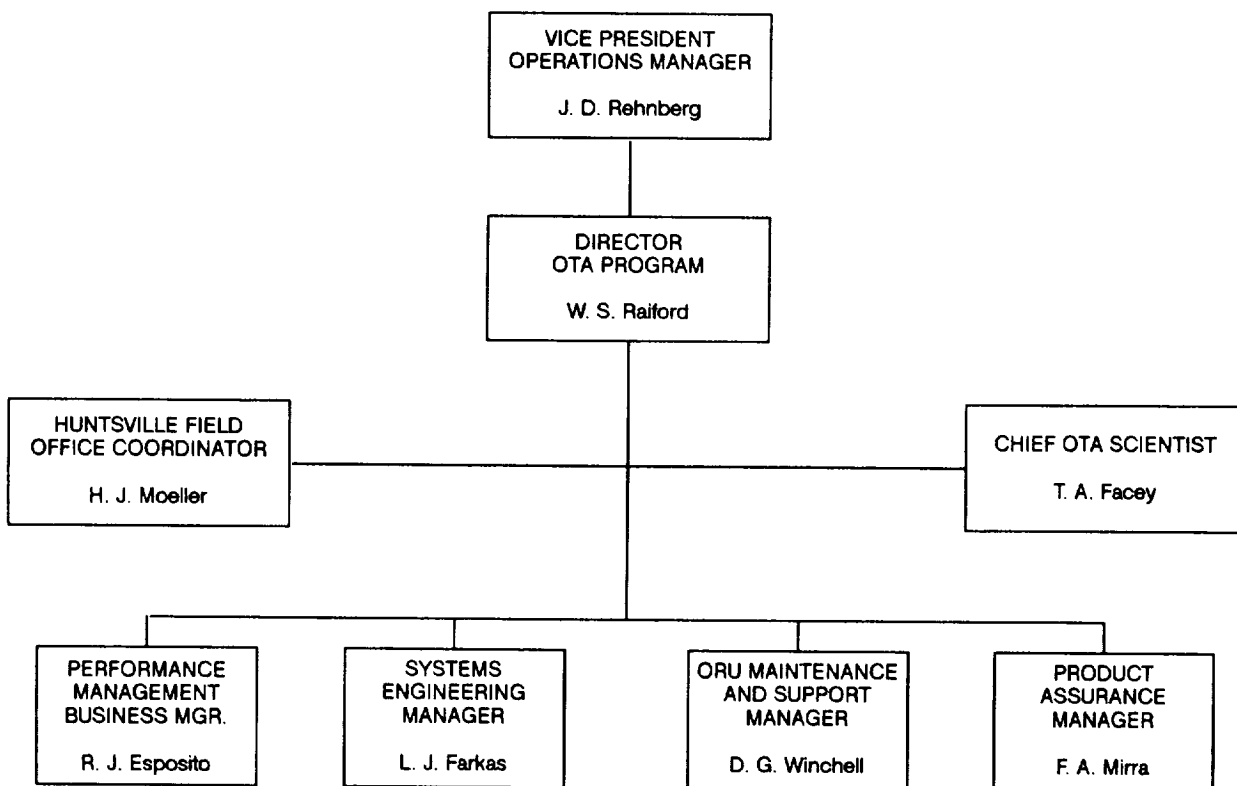 VICE PRESIDENT
OPERATIONS MANAGER
J. D. Rehnberg
DIRECTOR
OTA PROGRAM
W. S. Raiford
HUNTSVILLE FIELD
OFFICE COORDINATOR
H. J. Moeller
CHIEF OTA SCIENTIST
T. A. Facey
PERFORMANCE
MANAGEMENT
BUSINESS MGR.
R. J. Esposito
SYSTEMS
ENGINEERING
MANAGER
L. J. Farkas
ORU MAINTENANCE
AND SUPPORT
MANAGER
D. G. Winchell
PRODUCT
ASSURANCE
MANAGER
F. A. Mirra